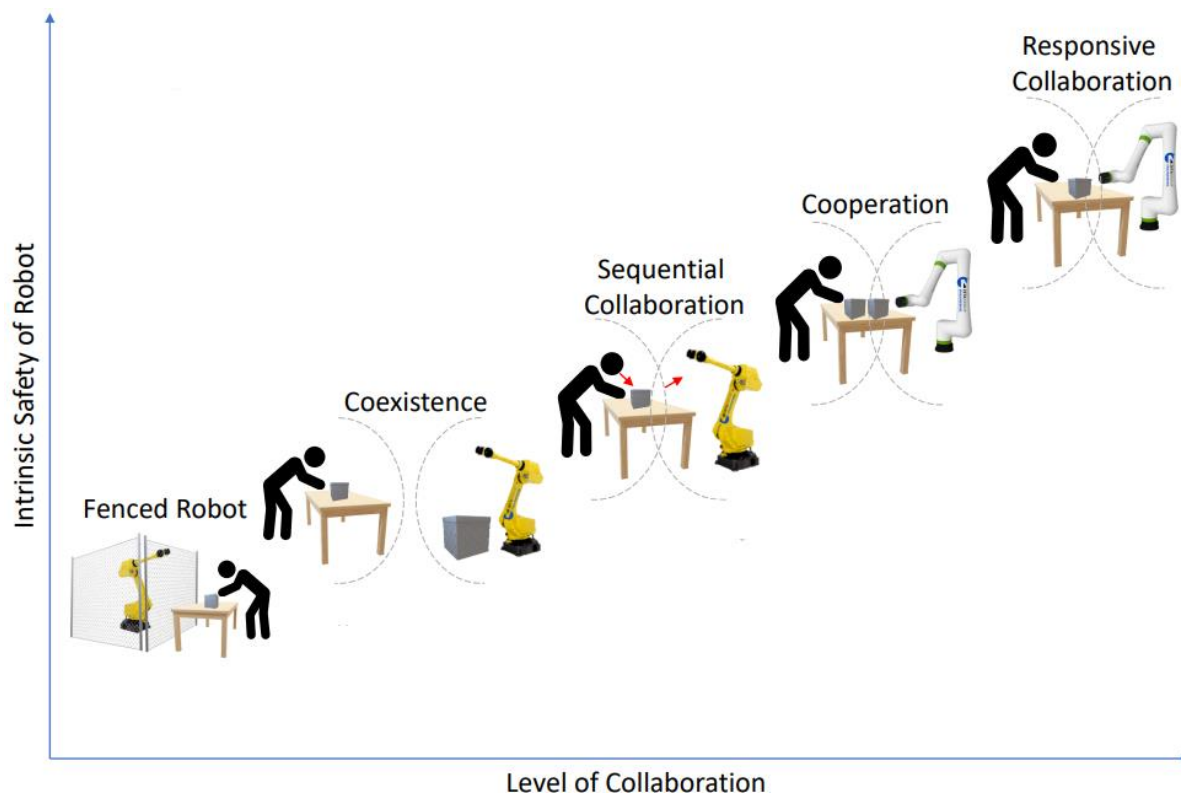 Responsive
Collaboration
Cooperation
Sequential
Collaboration
Coexistence
Fenced Robot
Intrinsic Safety of Robot
Level of Collaboration